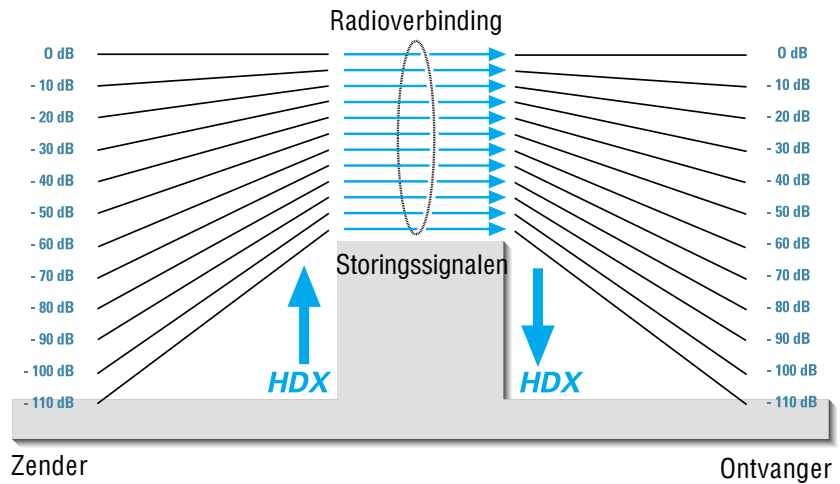 Radioverbinding
0 dB
- 10 dB
- 20 dB
- 30 dB
- 40 dB
- 50 dB
- 60 dB
- 70 dB
- 80 dB
- 90 dB
- 100 dB
- 110 dB
Storingssignalen
HDX
HDX
0 dB
- 10 dB
- 20 dB
- 30 dB
- 40 dB
- 50 dB
- 60 dB
- 70 dB
- 80 dB
- 90 dB
- 100 dB
- 110 dB
Zender
Ontvanger